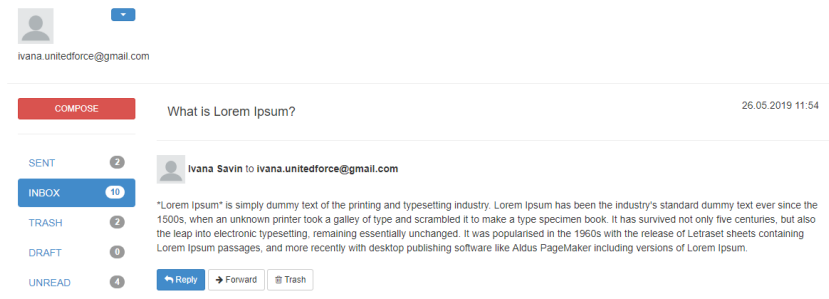 ivana.unitedforce@gmail.com
COMPOSE
What is Lorem Ipsum?
26.05.2019 11:54
SENT 2
INBOX 10
TRASH 2
DRAFT 0
UNREAD 4
Ivana Savin to ivana.unitedforce@gmail.com
"Lorem Ipsum" is simply dummy text of the printing and typesetting industry. Lorem Ipsum has been the industry's standard dummy text ever since the
1500s, when an unknown printer took a galley of type and scrambled it to make a type specimen book. It has survived not only five centuries, but also
the leap into electronic typesetting, remaining essentially unchanged. It was popularised in the 1960s with the release of Letraset sheets containing
Lorem Ipsum passages, and more recently with desktop publishing software like Aldus PageMaker including versions of Lorem Ipsum.
Reply Forward Trash